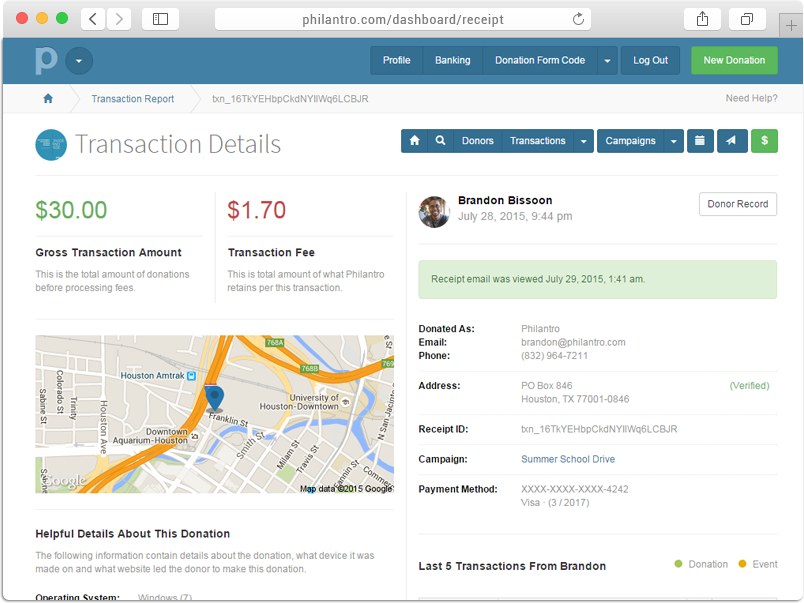 philantro.com/dashboard/receipt
p
Profile
Banking
Donation Form Code
Log Out
New Donation
Transaction Report
txn_16TkYEHbpCkdNYIlWq6LCBJR
Need Help?
Transaction Details
Donors
Transactions
Campaigns
$
$30.00
Gross Transaction Amount
This is the total amount of donations
before processing fees.
$1.70
Transaction Fee
This is total amount of what Philantro
retains per this transaction.
Brandon Bissoon
July 28, 2015, 9:44 pm
Donor Record
Receipt email was viewed July 29, 2015, 1:41 am.
Donated As: Philantro
Email: brandon@philantro.com
Phone: (832) 964-7211
Address: PO Box 846 (Verified)
Houston, TX 77001-0846
Receipt ID: txn_16TkYEHbpCkdNYIlWq6LCBJR
Campaign: Summer School Drive
Payment Method: XXXX-XXXX-XXXX-4242
Visa - (3 / 2017)
768A
768B
769
Houston Amtrak
Sabine St
Colorado St
Trinity
Houston Ave
University of
Houston-Downtown
Franklin St
Downtown
Aquarium-Houston
Smith St
Milam St
Travis St
Fannin St
N San Jacinto
Google
Map data ©2015 Google
Helpful Details About This Donation
The following information contain details about the donation, what device it was
made on and what website led the donor to make this donation.
Operating System: Windows (7)
Last 5 Transactions From Brandon
Donation
Event